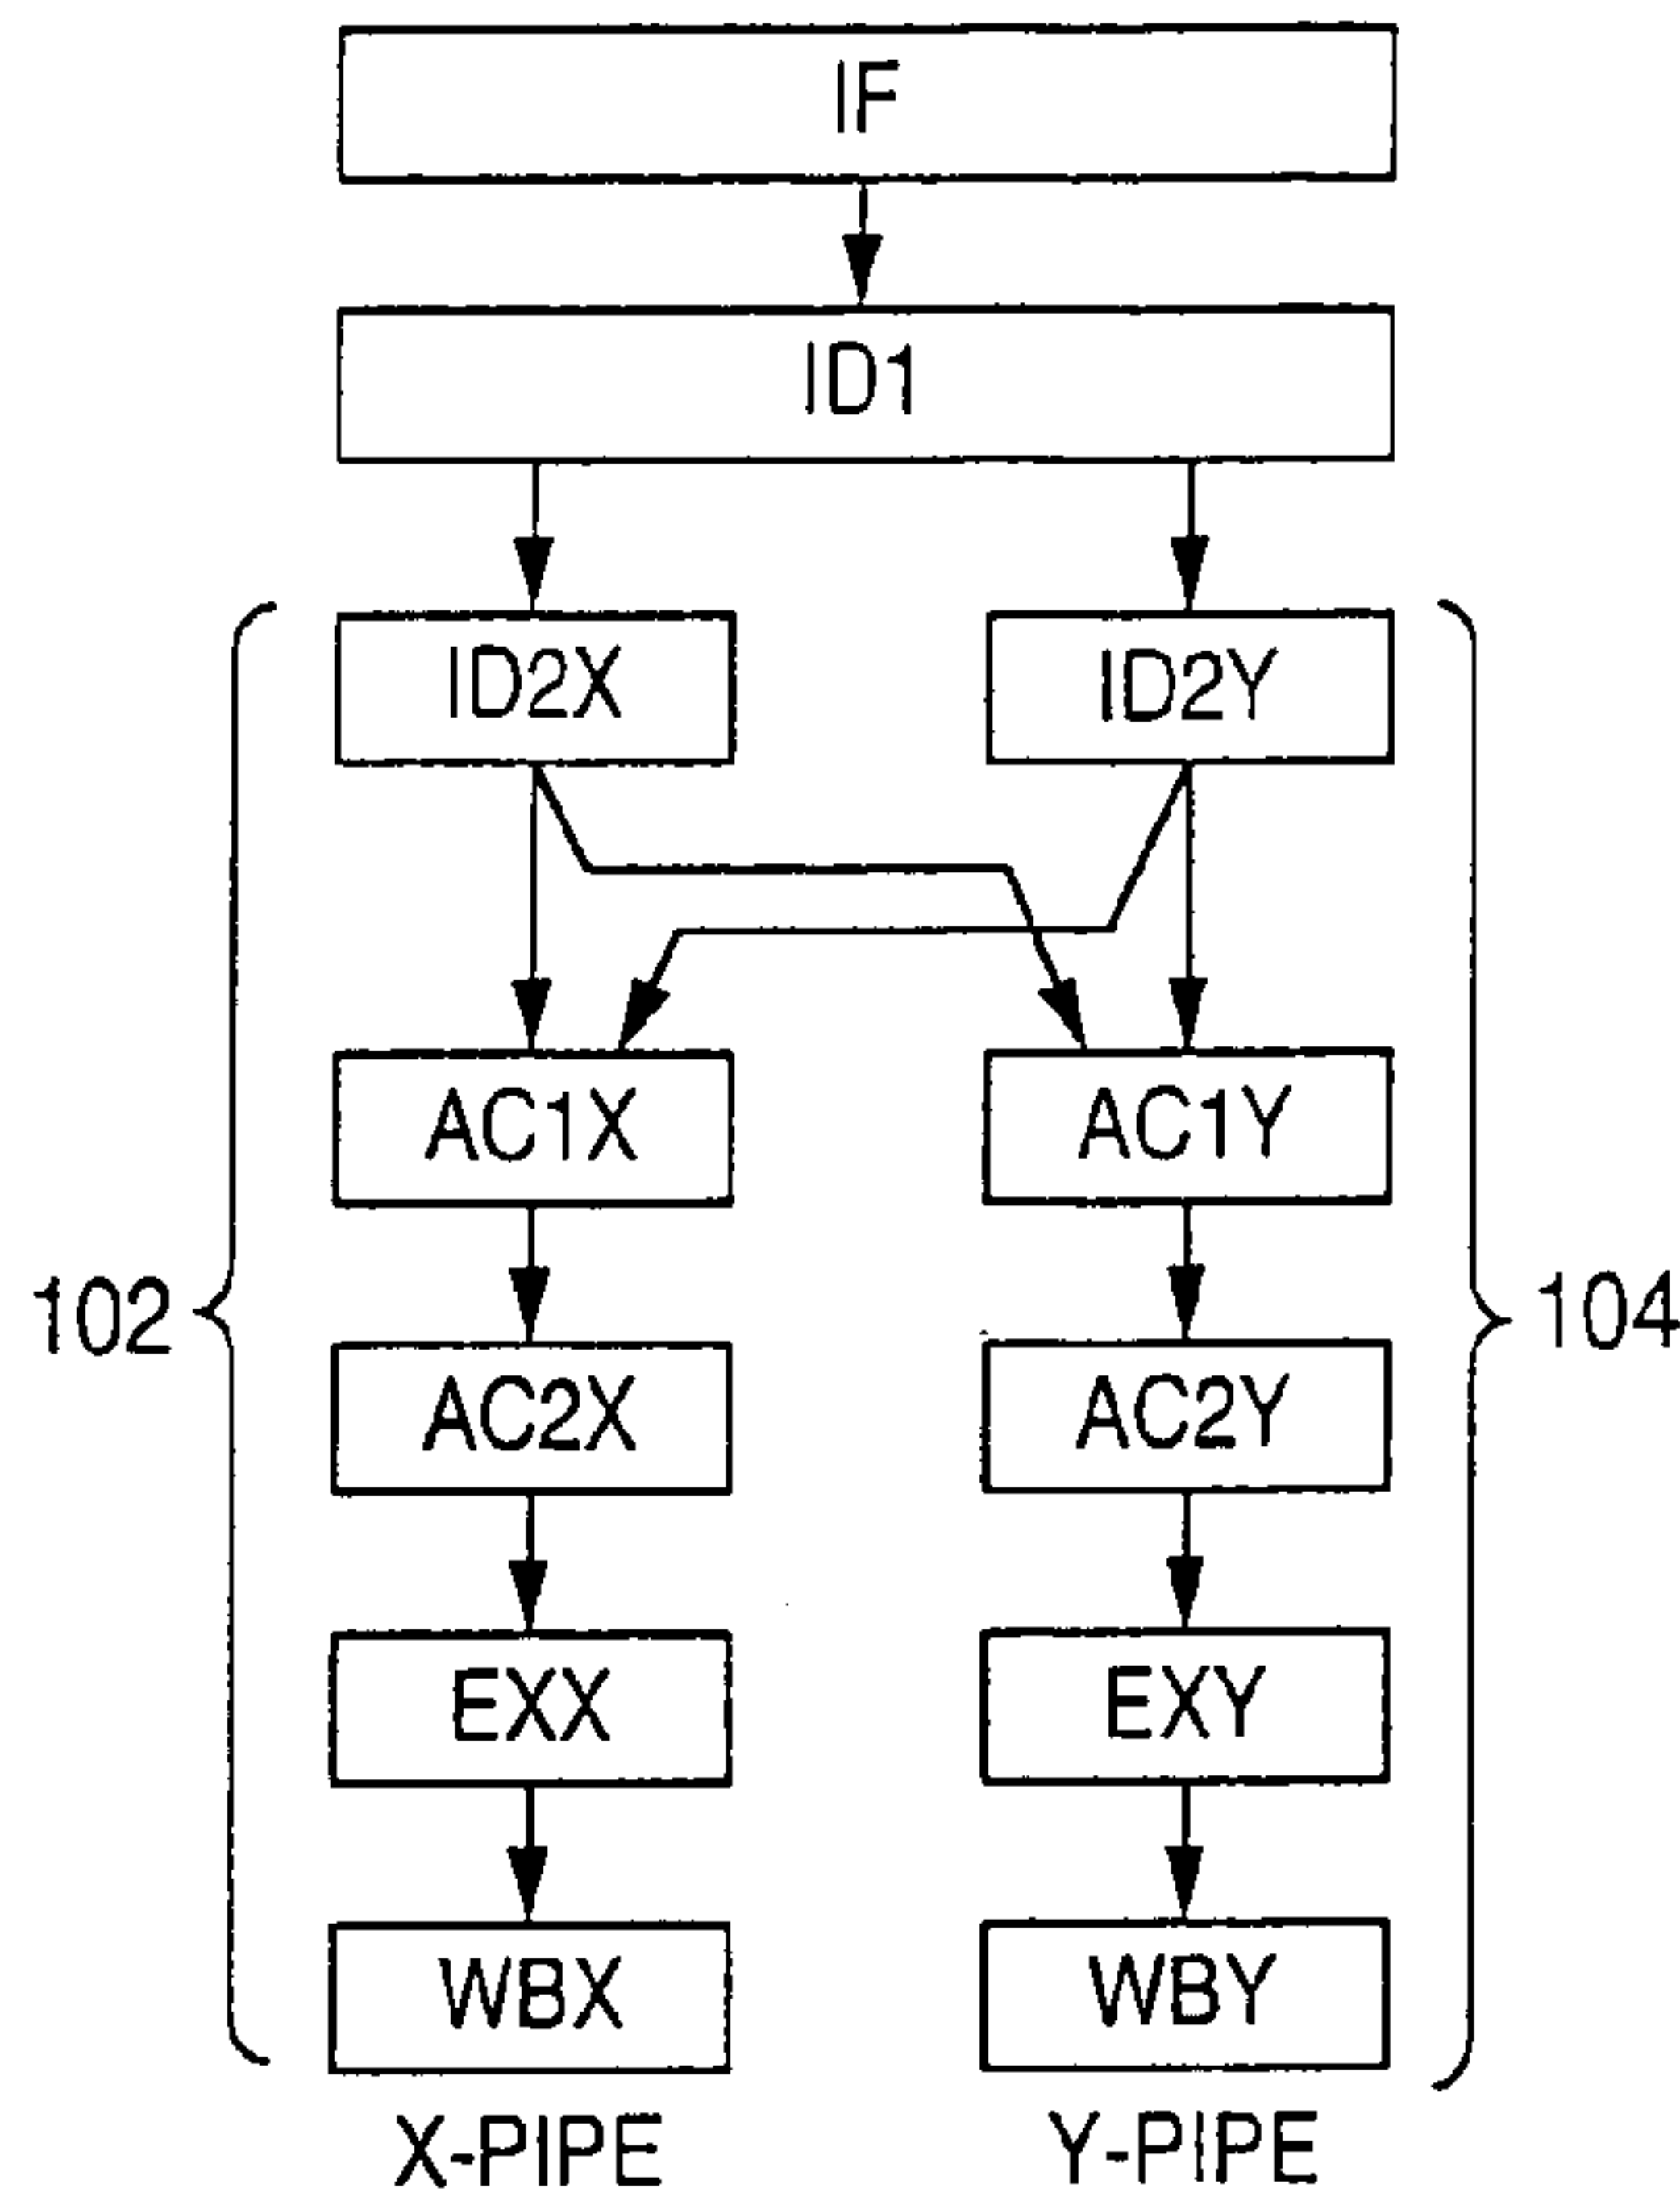 IF
ID1
ID2X
ID2Y
AC1X
AC1Y
102
104
AC2X
AC2Y
EXX
EXY
WBX
WBY
X-PIPE
Y-PIPE